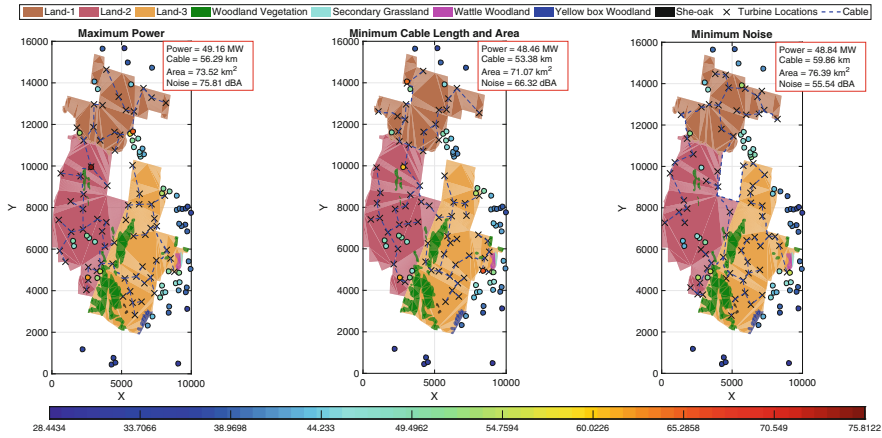 Land-1 Land-2 Land-3 Woodland Vegetation Secondary Grassland Wattle Woodland Yellow box Woodland She-oak Turbine Locations Cable
Maximum Power
Power = 49.16 MW
Cable = 56.29 km
Area = 73.52 km²
Noise = 75.81 dBA
16000
14000
12000
10000
8000
6000
4000
2000
0
Y
0 5000 10000
X
Minimum Cable Length and Area
Power = 48.46 MW
Cable = 53.38 km
Area = 71.07 km²
Noise = 66.32 dBA
16000
14000
12000
10000
8000
6000
4000
2000
0
Y
0 5000 10000
X
Minimum Noise
Power = 48.84 MW
Cable = 59.86 km
Area = 76.39 km²
Noise = 55.54 dBA
16000
14000
12000
10000
8000
6000
4000
2000
0
Y
0 5000 10000
X
28.4434 33.7066 38.9698 44.233 49.4962 54.7594 60.0226 65.2858 70.549 75.8122